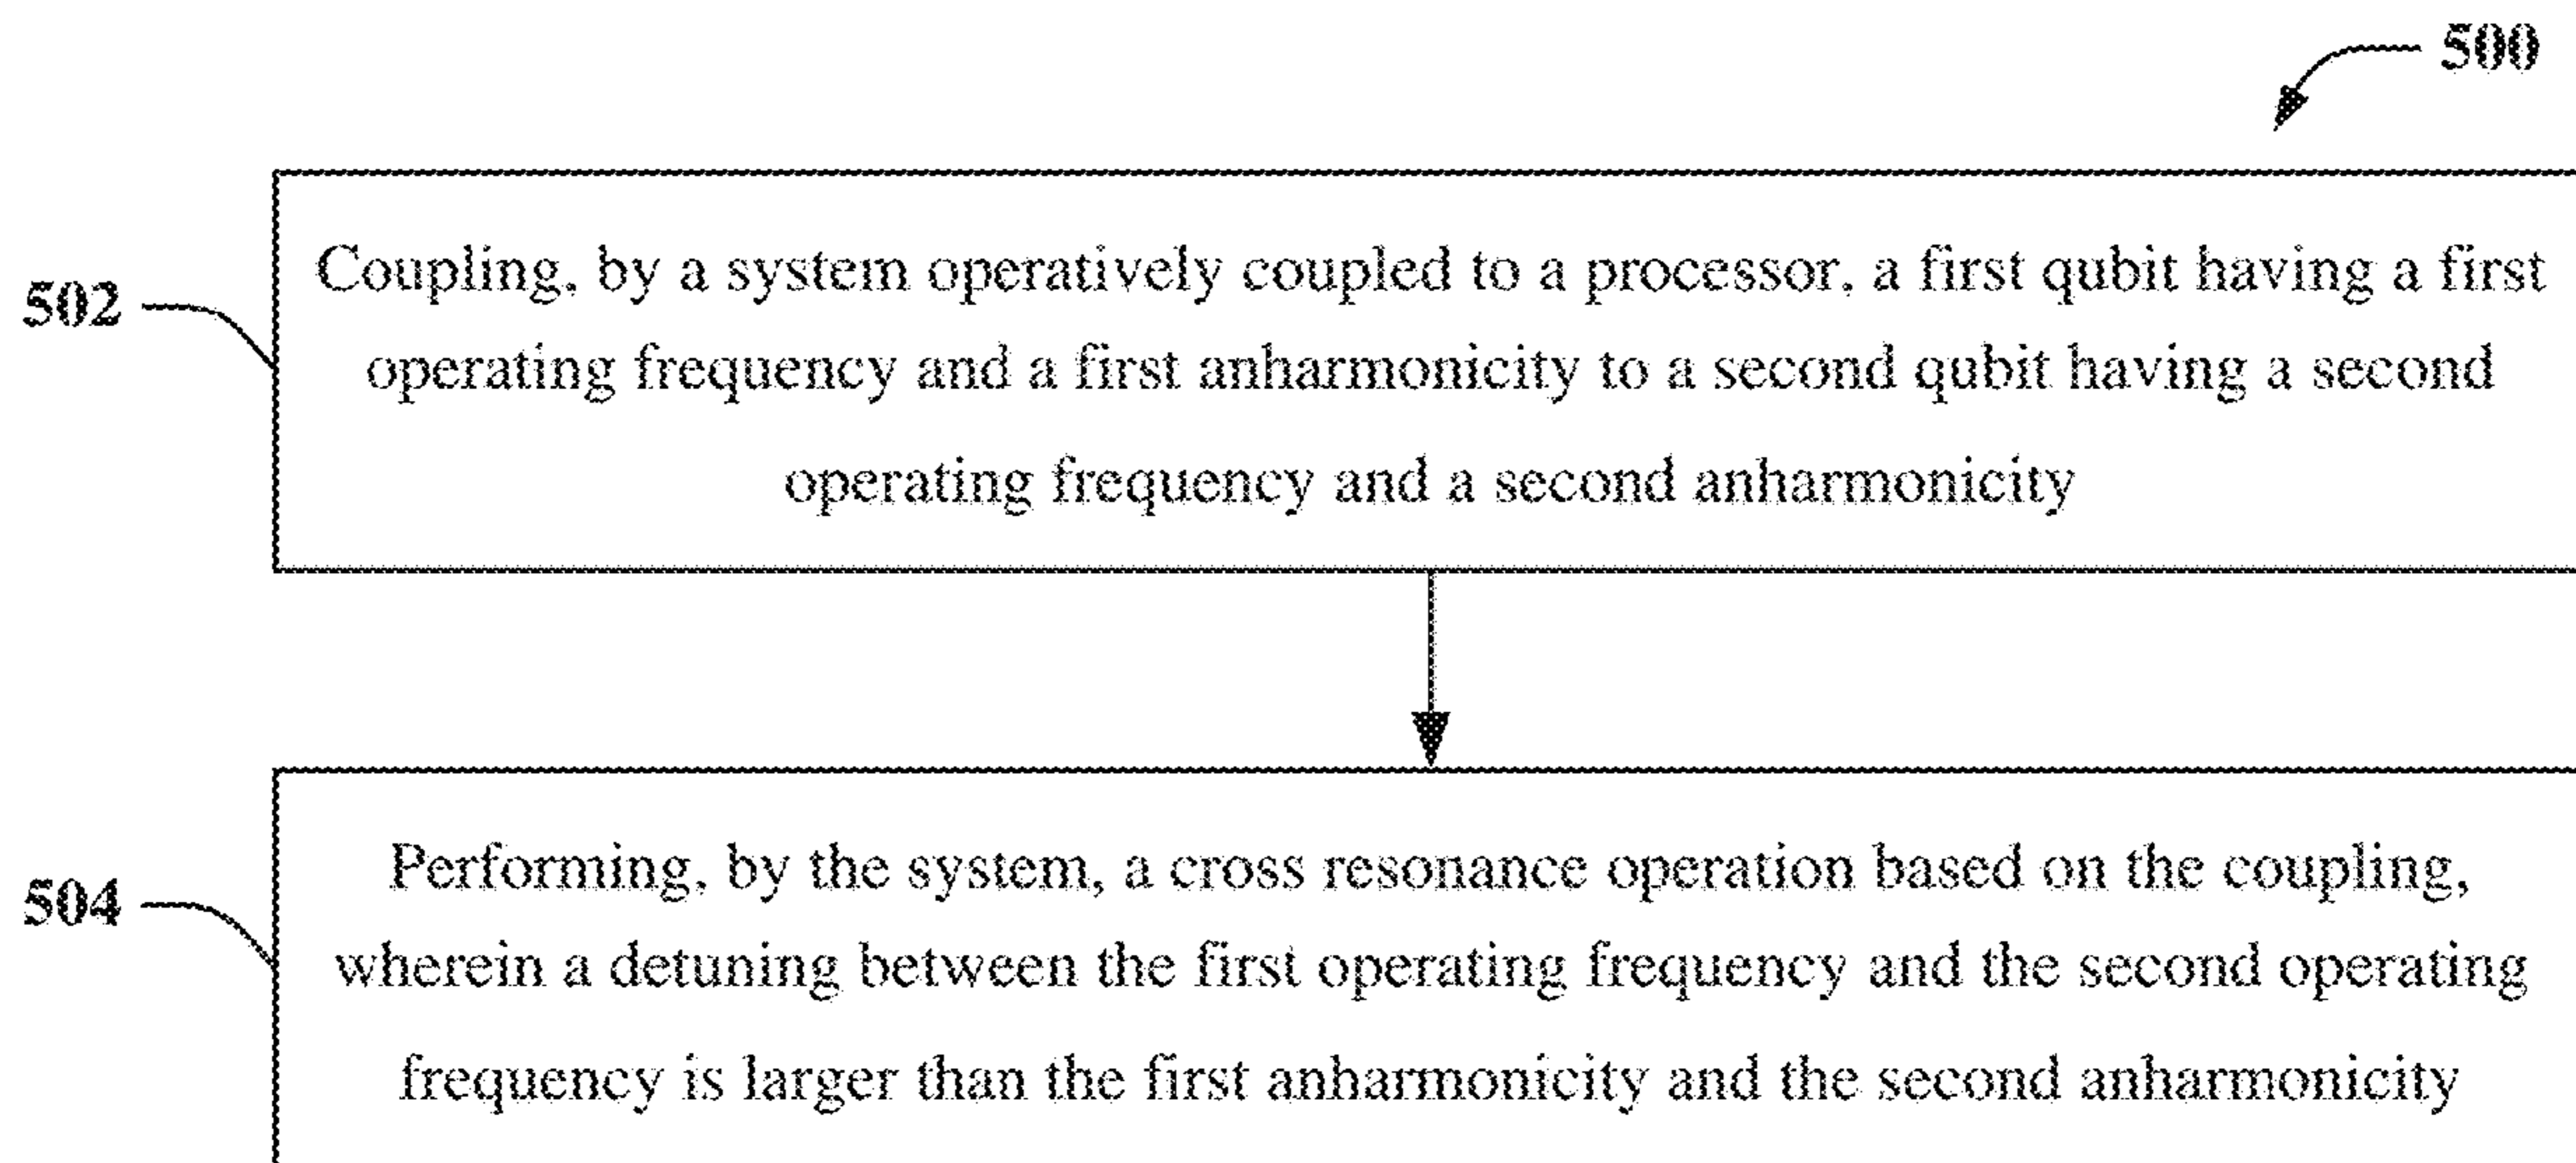 500
502
Coupling, by a system operatively coupled to a processor, a first qubit having a first
operating frequency and a first anharmonicity to a second qubit having a second
operating frequency and a second anharmonicity
504
Performing, by the system, a cross resonance operation based on the coupling,
wherein a detuning between the first operating frequency and the second operating
frequency is larger than the first anharmonicity and the second anharmonicity